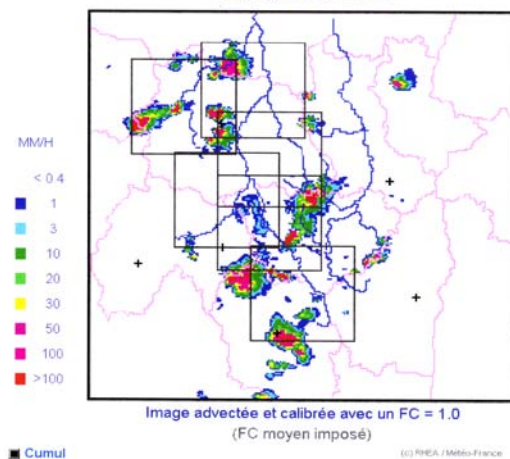 MM/H
< 0.4
1
3
10
20
30
50
100
>100
Image advectée et calibrée avec un FC = 1.0
(FC moyen imposé)
Cumul
(c) RHEA / Météo-France